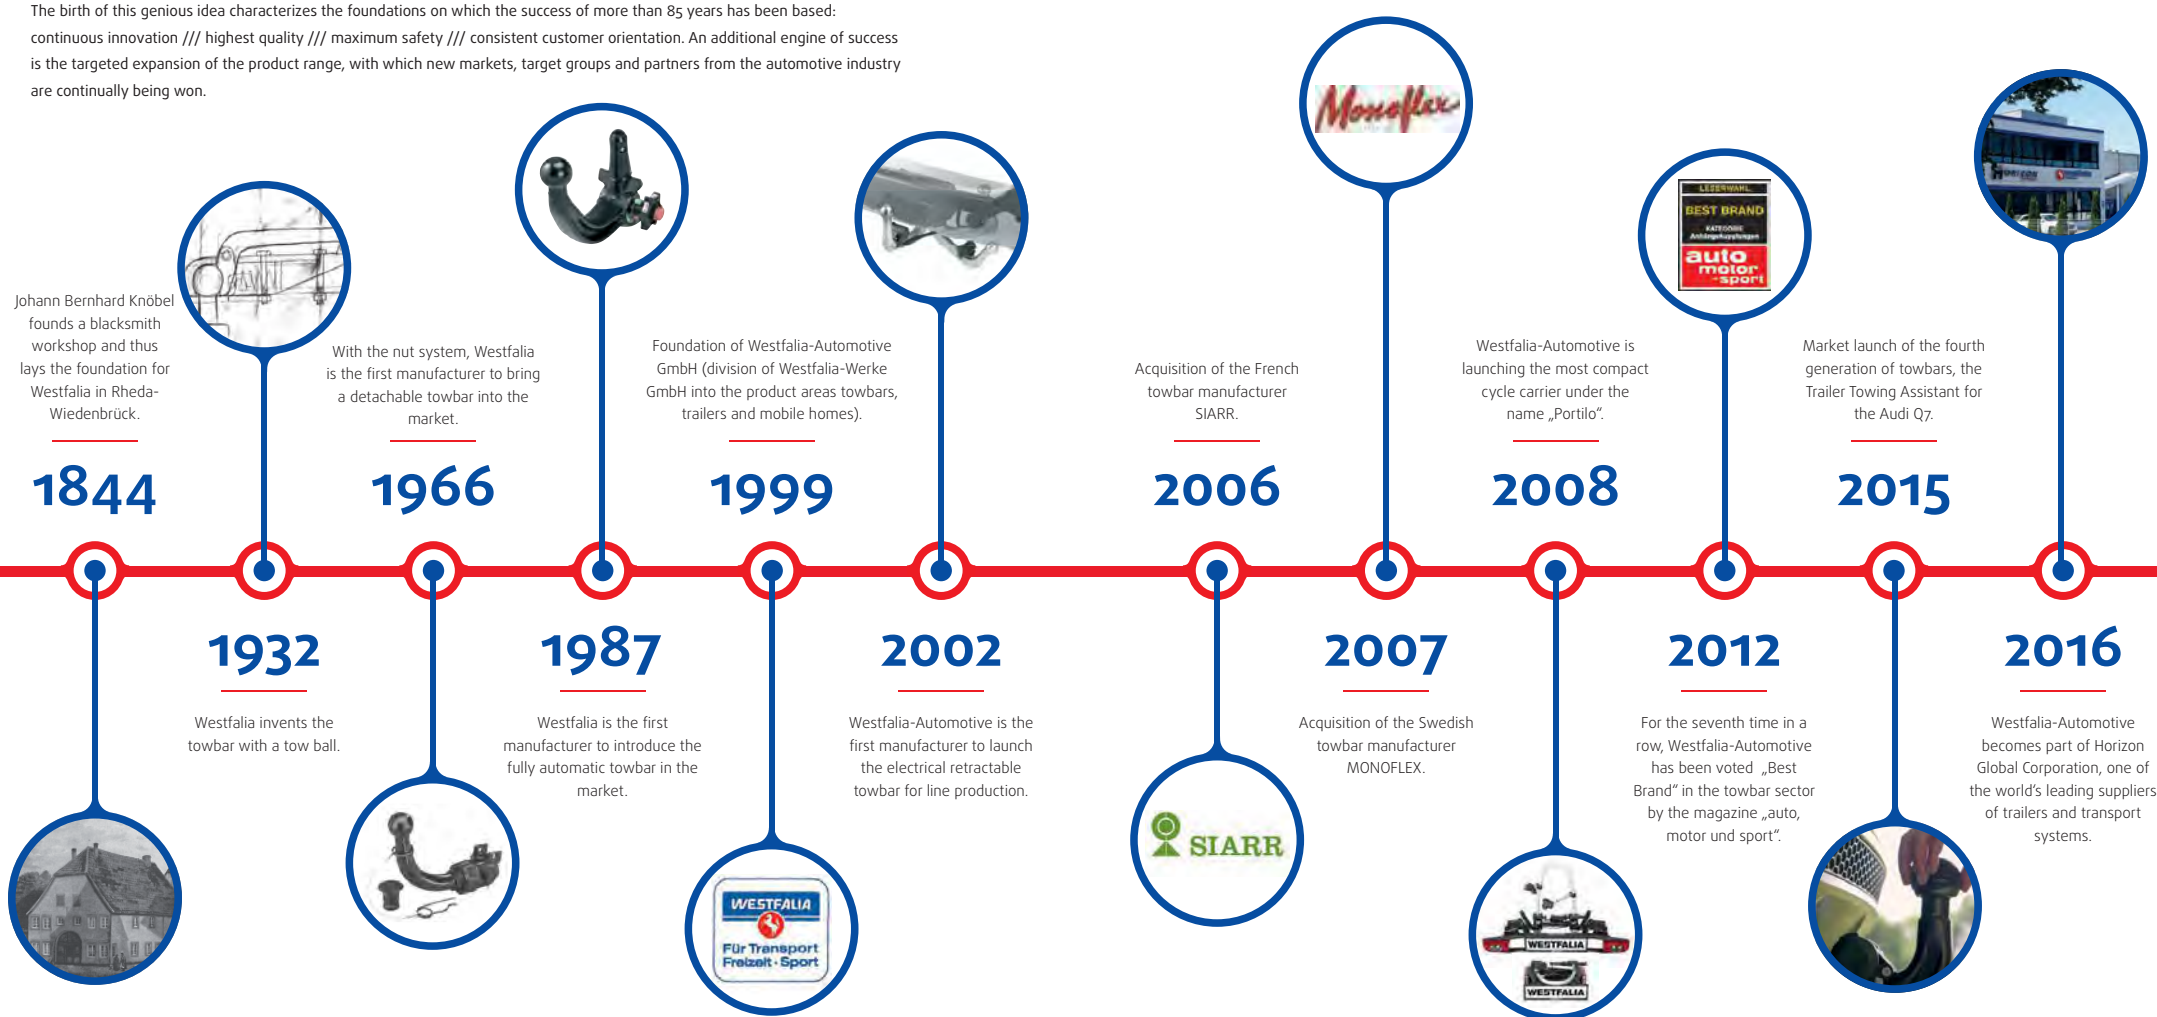 The birth of this genious idea characterizes the foundations on which the success of more than 85 years has been based:
continuous innovation /// highest quality /// maximum safety /// consistent customer orientation. An additional engine of success
is the targeted expansion of the product range, with which new markets, target groups and partners from the automotive industry
are continually being won.
Johann Bernhard Knöbel
founds a blacksmith
workshop and thus
lays the foundation for
Westfalia in Rheda-
Wiedenbrück.
1844
1932
Westfalia invents the
towbar with a tow ball.
With the nut system, Westfalia
is the first manufacturer to bring
a detachable towbar into the
market.
1966
1987
Westfalia is the first
manufacturer to introduce the
fully automatic towbar in the
market.
Foundation of Westfalia-Automotive
GmbH (division of Westfalia-Werke
GmbH into the product areas towbars,
trailers and mobile homes).
1999
WESTFALIA
Für Transport
Freizeit · Sport
2002
Westfalia-Automotive is the
first manufacturer to launch
the electrical retractable
towbar for line production.
Acquisition of the French
towbar manufacturer
SIARR.
2006
SIARR
Monoflex
2007
Acquisition of the Swedish
towbar manufacturer
MONOFLEX.
Westfalia-Automotive is
launching the most compact
cycle carrier under the
name „Portilo“.
2008
WESTFALIA
WESTFALIA
LESERWAHL
BEST BRAND
KATEGORIE
Anhängekupplungen
auto
motor
sport
2012
For the seventh time in a
row, Westfalia-Automotive
has been voted „Best
Brand“ in the towbar sector
by the magazine „auto,
motor und sport“.
Market launch of the fourth
generation of towbars, the
Trailer Towing Assistant for
the Audi Q7.
2015
HORIZON
2016
Westfalia-Automotive
becomes part of Horizon
Global Corporation, one of
the world’s leading suppliers
of trailers and transport
systems.